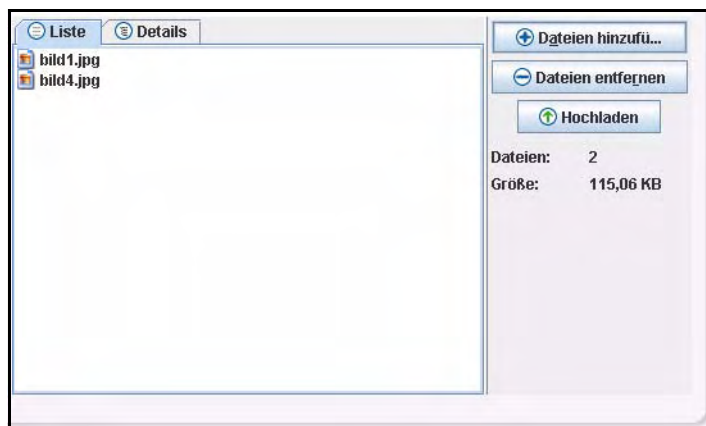 Liste Details
bild1.jpg
bild4.jpg
Dateien hinzufü...
Dateien entfernen
Hochladen
Dateien: 2
Größe: 115,06 KB